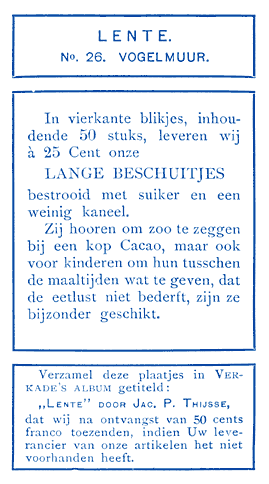 LENTE.
No. 26. VOGELMUUR.
In vierkante blikjes, inhou-
dende 50 stuks, leveren wij
à 25 Cent onze
LANGE BESCHUITJES
bestrooid met suiker en een
weinig kaneel.
Zij hooren om zoo te zeggen
bij een kop Cacao, maar ook
voor kinderen om hun tusschen
de maaltijden wat te geven, dat
de eetlust niet bederft, zijn ze
bijzonder geschikt.
Verzamel deze plaatjes in VER-
KADE'S ALBUM getiteld:
„LENTE" DOOR JAC. P. THIJSSE,
dat wij na ontvangst van 50 cents
franco toezenden, indien Uw le-
verancier van onze artikelen het niet
voorhanden heeft.